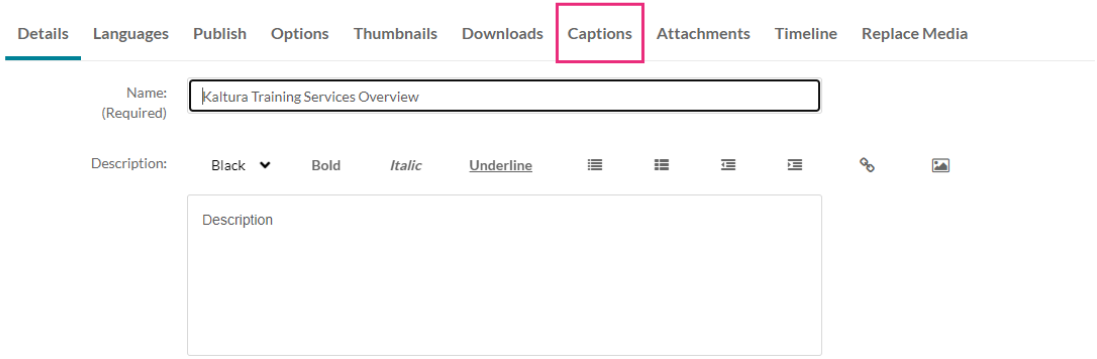 Details Languages Publish Options Thumbnails Downloads Captions Attachments Timeline Replace Media
Name: Kaltura Training Services Overview
(Required)
Description: Black Bold Italic Underline
Description